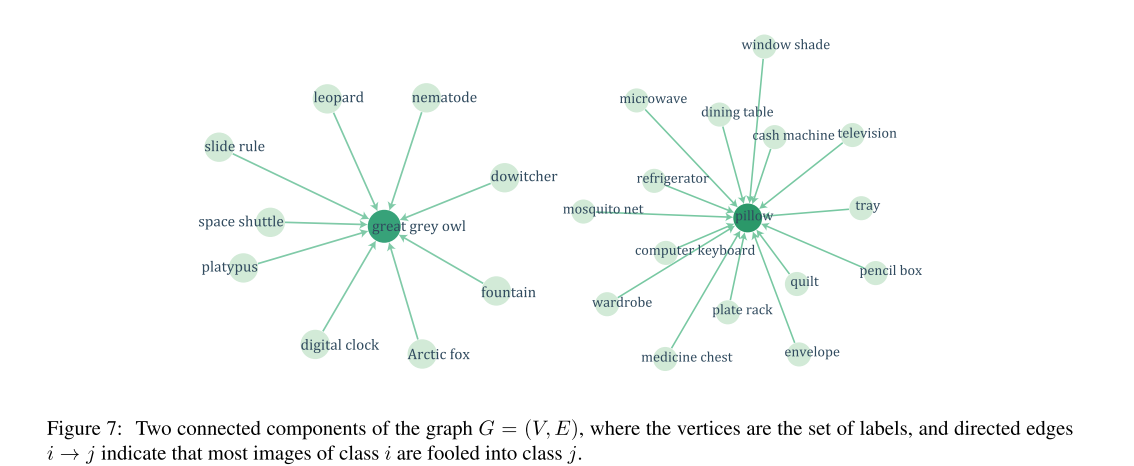 window shade
leopard
nematode
microwave
dining table
cash machine
television
slide rule
dowitcher
refrigerator
mosquito net
tray
pillow
space shuttle
great grey owl
computer keyboard
platypus
pencil box
quilt
fountain
wardrobe
plate rack
digital clock
Arctic fox
medicine chest
envelope
Figure 7: Two connected components of the graph G = (V, E), where the vertices are the set of labels, and directed edges
i → j indicate that most images of class i are fooled into class j.